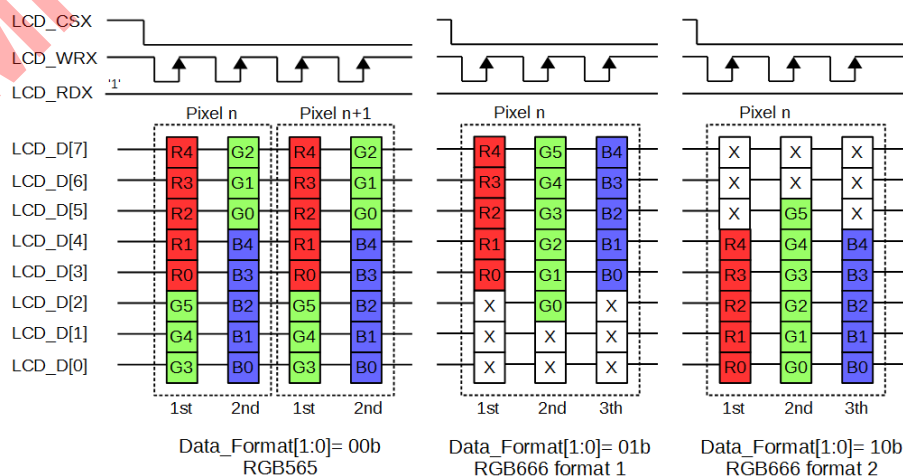 LCD_CSX
LCD_WRX
LCD_RDX '1'
Pixel n Pixel n+1 Pixel n Pixel n
LCD_D[7] R4 G2 R4 G2 R4 G5 B4 X X X
LCD_D[6] R3 G1 R3 G1 R3 G4 B3 X X X
LCD_D[5] R2 G0 R2 G0 R2 G3 B2 X G5 X
LCD_D[4] R1 B4 R1 B4 R1 G2 B1 R4 G4 B4
LCD_D[3] R0 B3 R0 B3 R0 G1 B0 R3 G3 B3
LCD_D[2] G5 B2 G5 B2 X G0 X R2 G2 B2
LCD_D[1] G4 B1 G4 B1 X X X R1 G1 B1
LCD_D[0] G3 B0 G3 B0 X X X R0 G0 B0
1st 2nd 1st 2nd 1st 2nd 3th 1st 2nd 3th
Data_Format[1:0]= 00b Data_Format[1:0]= 01b Data_Format[1:0]= 10b
RGB565 RGB666 format 1 RGB666 format 2